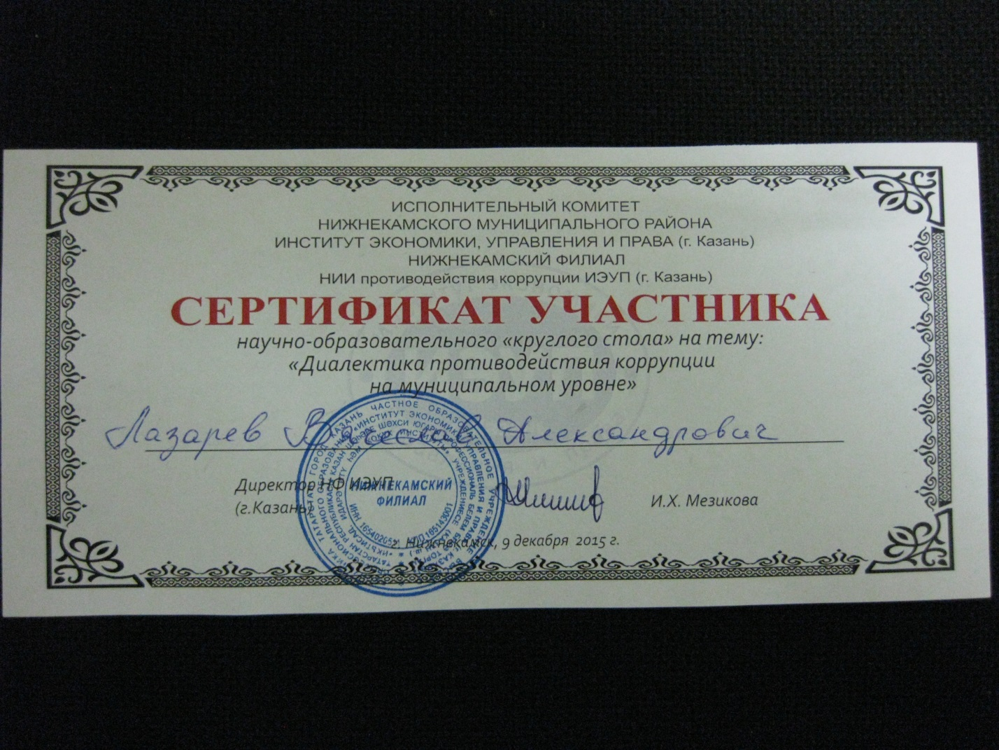 ИСПОЛНИТЕЛЬНЫЙ КОМИТЕТ
НИЖНЕКАМСКОГО МУНИЦИПАЛЬНОГО РАЙОНА
ИНСТИТУТ ЭКОНОМИКИ, УПРАВЛЕНИЯ И ПРАВА (г. Казань)
НИЖНЕКАМСКИЙ ФИЛИАЛ
НИИ противодействия коррупции ИЭУП (г. Казань)
СЕРТИФИКАТ УЧАСТНИКА
научно-образовательного «круглого стола» на тему:
«Диалектика противодействия коррупции
на муниципальном уровне»
Лазарев Александрович
Директор НФ ИЭУП
(г.Казань)
И.Х. Мезикова
НИЖНЕКАМСКИЙ
ФИЛИАЛ
г. Нижнекамск, 9 декабря 2015 г.